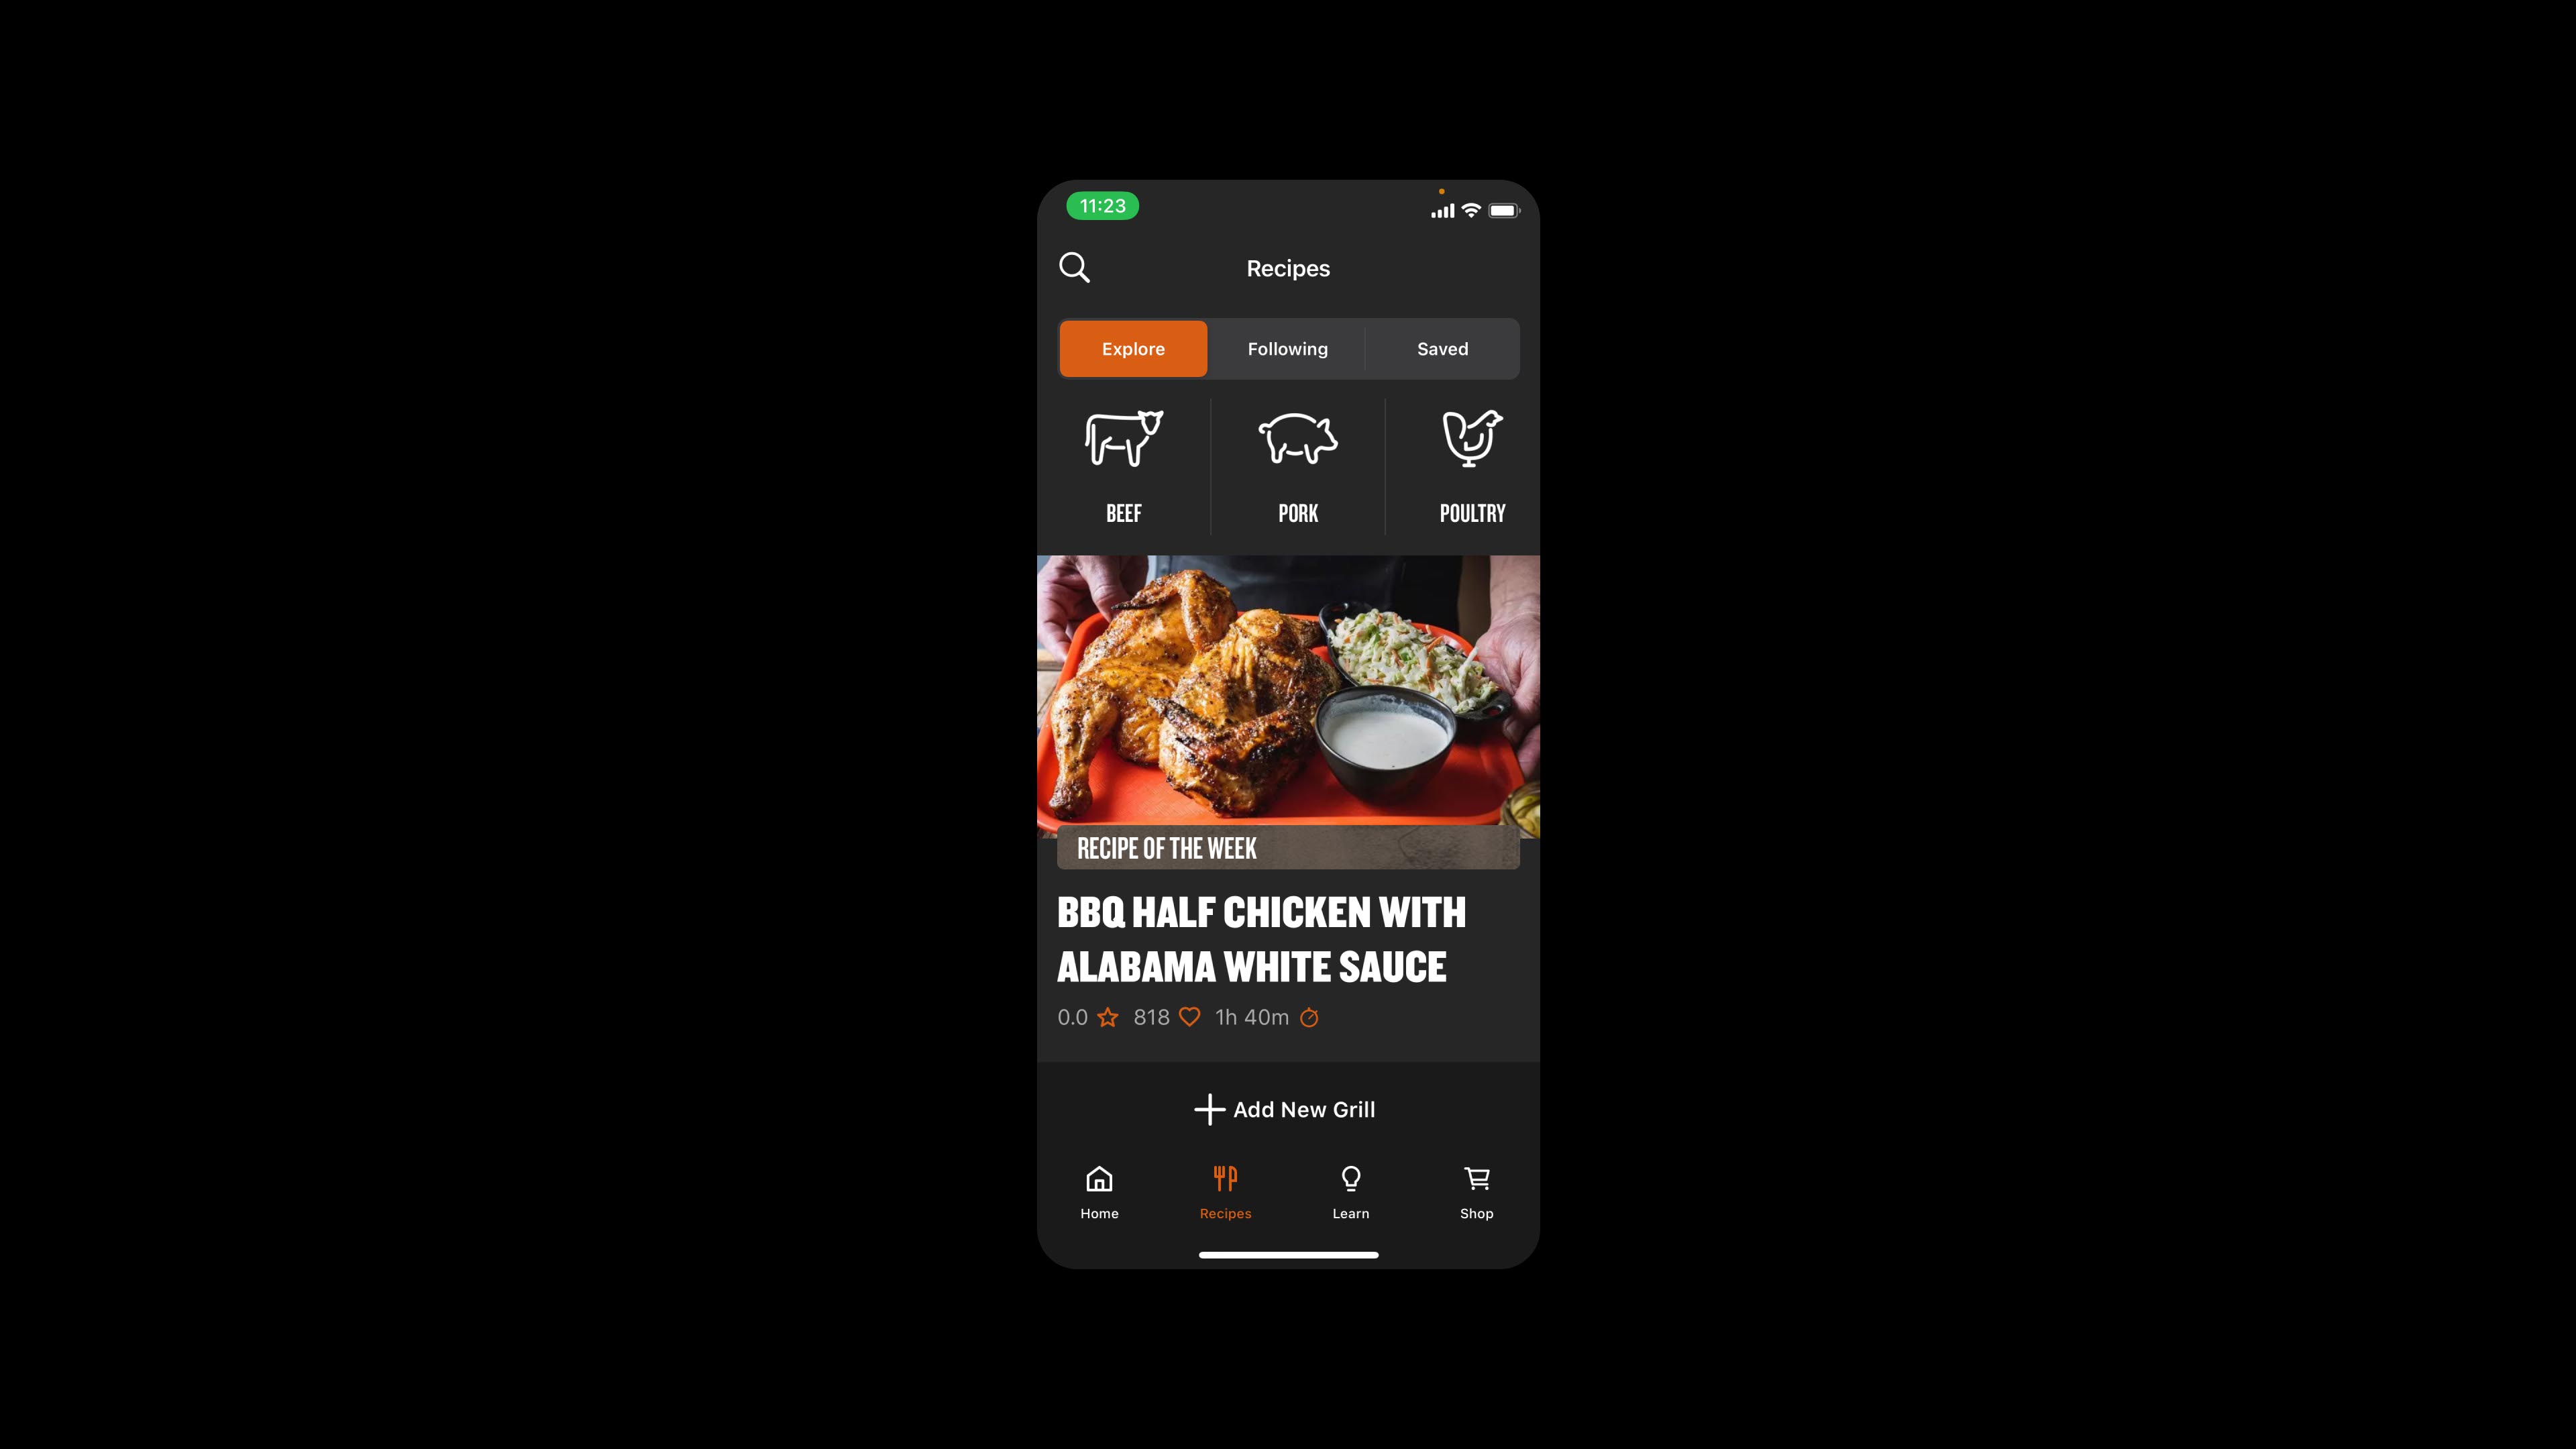 11:23
Recipes
Explore
Following
Saved
BEEF
PORK
POULTRY
RECIPE OF THE WEEK
BBQ HALF CHICKEN WITH
ALABAMA WHITE SAUCE
0.0 818 1h 40m
Add New Grill
Home
Recipes
Learn
Shop